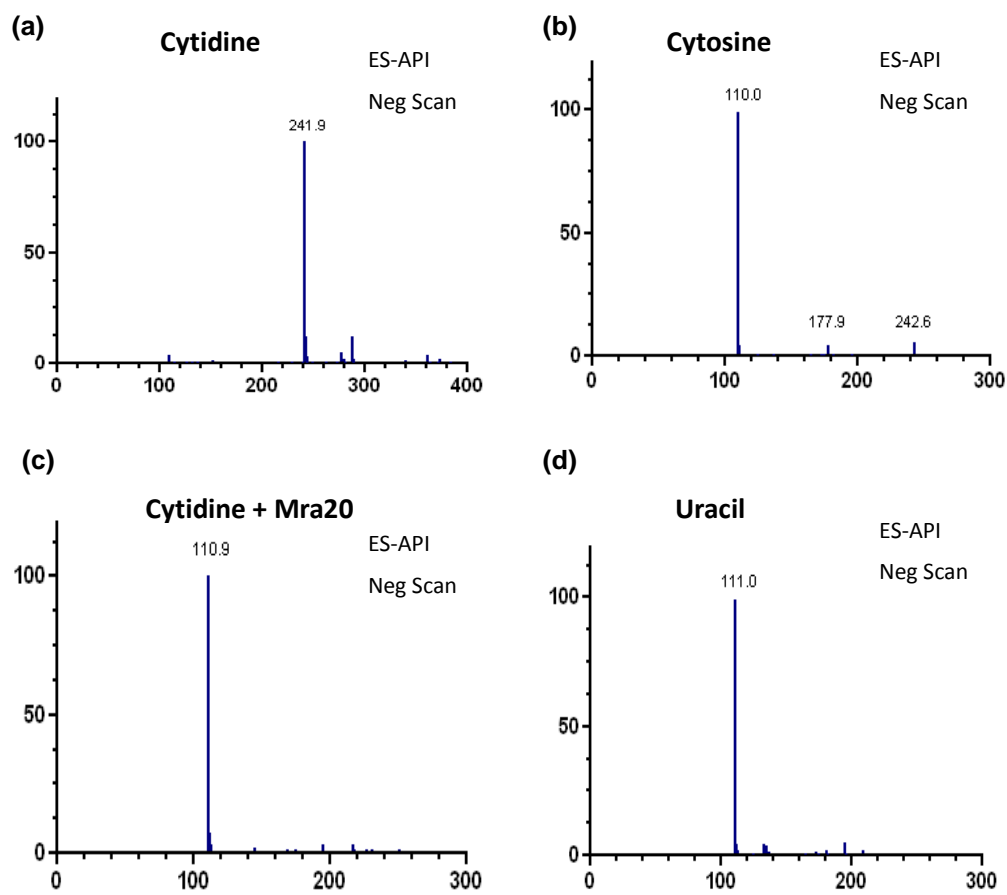 (a)
Cytidine
ES-API
Neg Scan
241.9
100
50
0
0 100 200 300 400
(b)
Cytosine
ES-API
Neg Scan
110.0
100
50
177.9 242.6
0
0 100 200 300
(c)
Cytidine + Mra20
ES-API
Neg Scan
110.9
100
50
0
0 100 200 300
(d)
Uracil
ES-API
Neg Scan
111.0
100
50
0
0 100 200 300